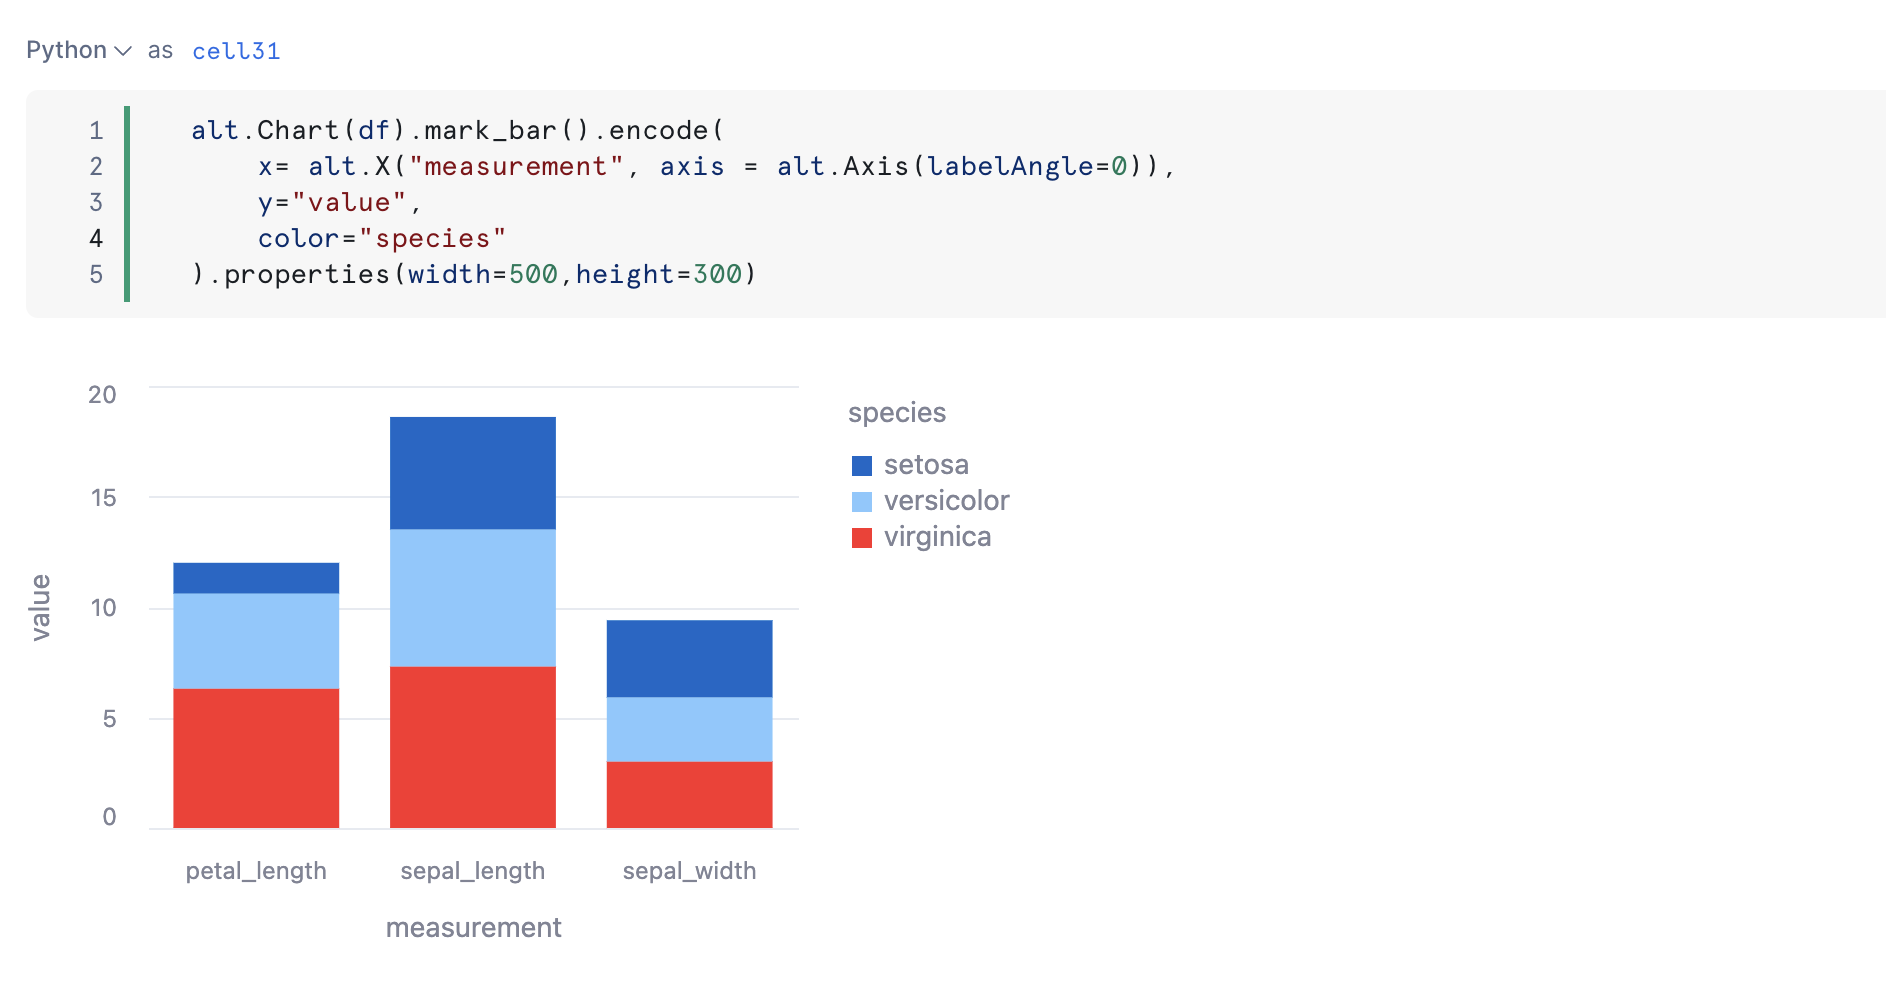 Python as cell31
1 alt.Chart(df).mark_bar().encode(
2 x= alt.X("measurement", axis = alt.Axis(labelAngle=0)),
3 y="value",
4 color="species"
5 ).properties(width=500,height=300)
20
15
10
5
0
value
petal_length sepal_length sepal_width
measurement
species
setosa
versicolor
virginica